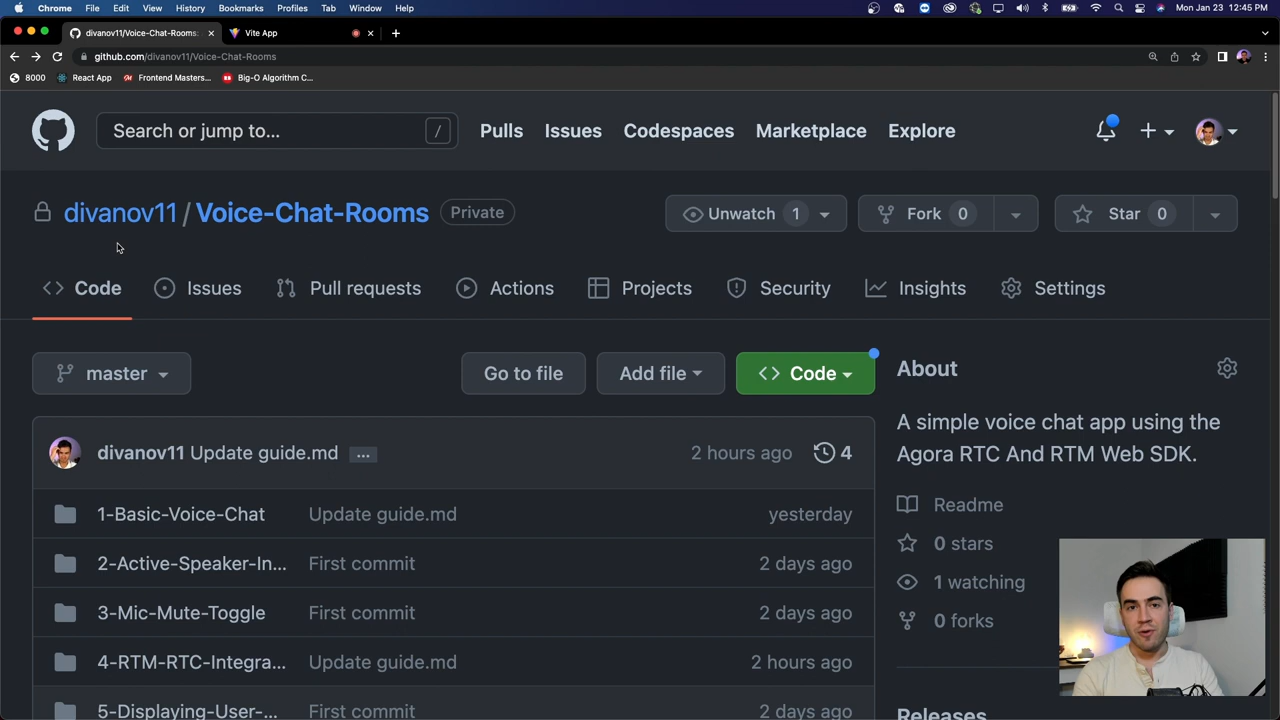 Chrome File Edit View History Bookmarks Profiles Tab Window Help Mon Jan 23 12:45 PM
divanov11/Voice-Chat-Rooms: Vite App
github.com/divanov11/Voice-Chat-Rooms
8000 React App Frontend Masters... Big-O Algorithm C...
Search or jump to... / Pulls Issues Codespaces Marketplace Explore
divanov11 / Voice-Chat-Rooms Private Unwatch 1 Fork 0 Star 0
Code Issues Pull requests Actions Projects Security Insights Settings
master Go to file Add file Code About
A simple voice chat app using the
Agora RTC And RTM Web SDK.
divanov11 Update guide.md ... 2 hours ago 4
Readme
1-Basic-Voice-Chat Update guide.md yesterday
0 stars
2-Active-Speaker-In... First commit 2 days ago
1 watching
3-Mic-Mute-Toggle First commit 2 days ago
0 forks
4-RTM-RTC-Integra... Update guide.md 2 hours ago
5-Displaying-User-... First commit 2 days ago
Releases